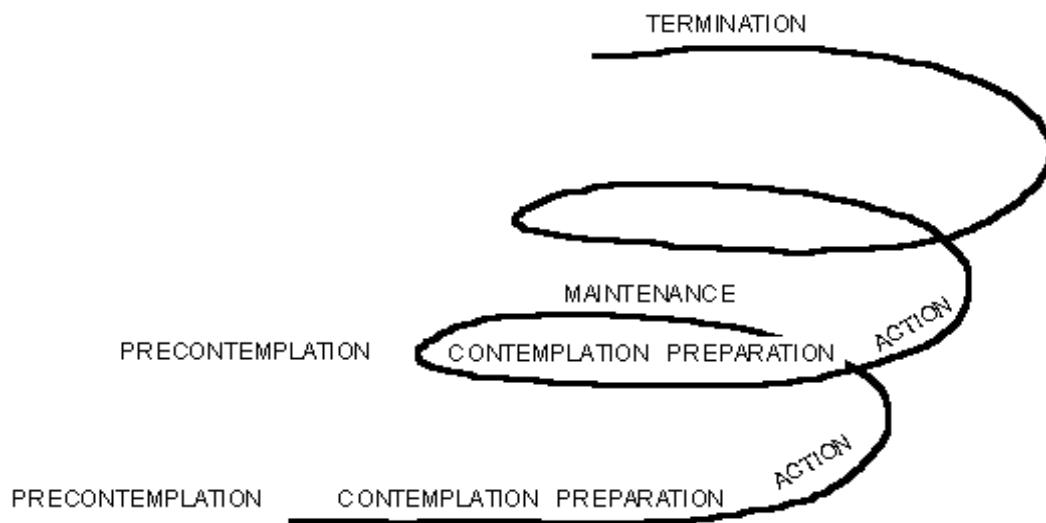 TERMINATION
MAINTENANCE
ACTION
PRECONTEMPLATION CONTEMPLATION PREPARATION
ACTION
PRECONTEMPLATION CONTEMPLATION PREPARATION